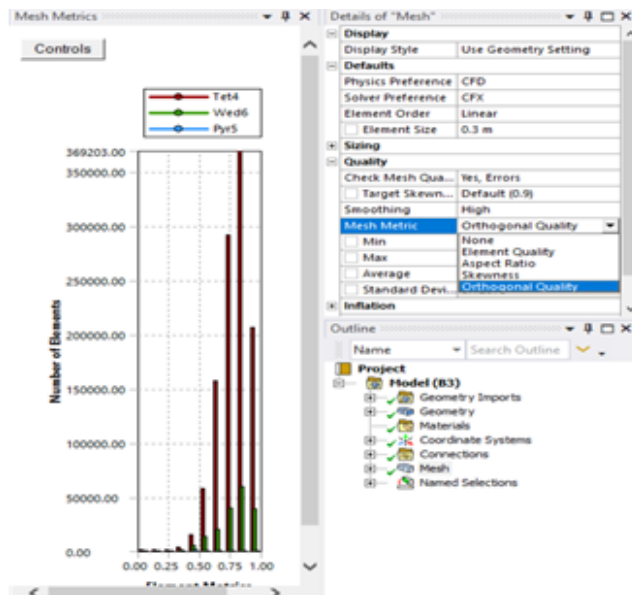 Mesh Metrics
Controls
Tet4
Wed6
Pyr5
369203.00
350000.00
300000.00
250000.00
200000.00
150000.00
100000.00
50000.00
0.00
Number of Elements
0.00 0.25 0.50 0.75 1.00
Element Metrics
Details of "Mesh"
Display
Display Style Use Geometry Setting
Defaults
Physics Preference CFD
Solver Preference CFX
Element Order Linear
Element Size 0.3 m
Sizing
Quality
Check Mesh Qua... Yes, Errors
Target Skewn... Default (0.9)
Smoothing High
Mesh Metric Orthogonal Quality
Min None
Element Quality
Max Aspect Ratio
Average Skewness
Standard Devi... Orthogonal Quality
Inflation
Outline
Name Search Outline
Project
Model (B3)
Geometry Imports
Geometry
Materials
Coordinate Systems
Connections
Mesh
Named Selections